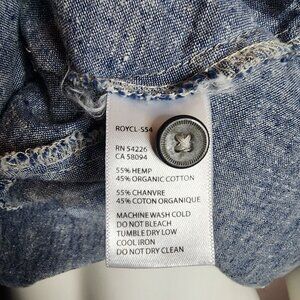 ROYCL-S54
RN 54226
CA 58094
55% HEMP
45% ORGANIC COTTON
55% CHANVRE
45% COTON ORGANIQUE
MACHINE WASH COLD
DO NOT BLEACH
TUMBLE DRY LOW
COOL IRON
DO NOT DRY CLEAN